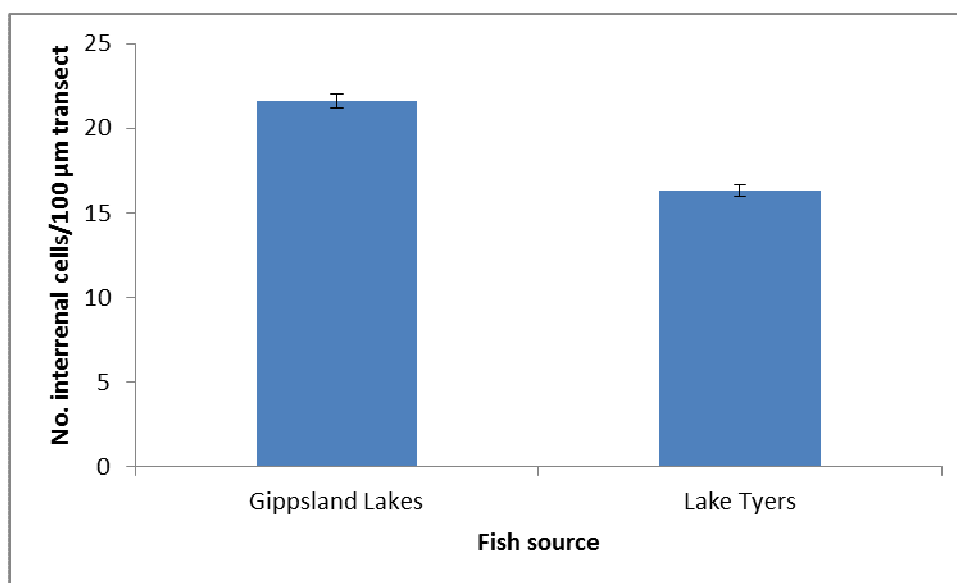 No. interrenal cells/100 µm transect
25
20
15
10
5
0
Gippsland Lakes
Lake Tyers
Fish source